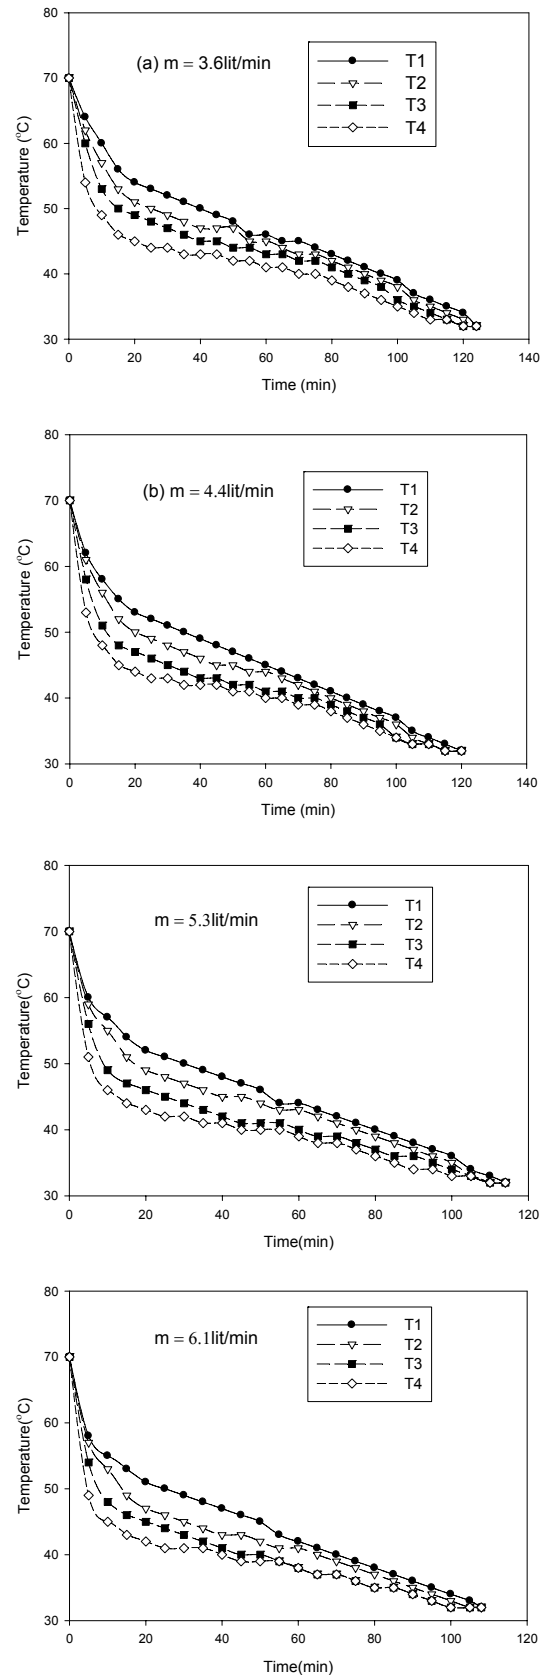 80
70
60
50
40
30
Temperature (°C)
(a) m = 3.6lit/min
T1
T2
T3
T4
0 20 40 60 80 100 120 140
Time (min)
80
70
60
50
40
30
Temperature (°C)
(b) m = 4.4lit/min
T1
T2
T3
T4
0 20 40 60 80 100 120 140
Time (min)
80
70
60
50
40
30
Temperature(°C)
m = 5.3lit/min
T1
T2
T3
T4
0 20 40 60 80 100 120
Time(min)
80
70
60
50
40
30
Temperature(°C)
m = 6.1lit/min
T1
T2
T3
T4
0 20 40 60 80 100 120
Time(min)